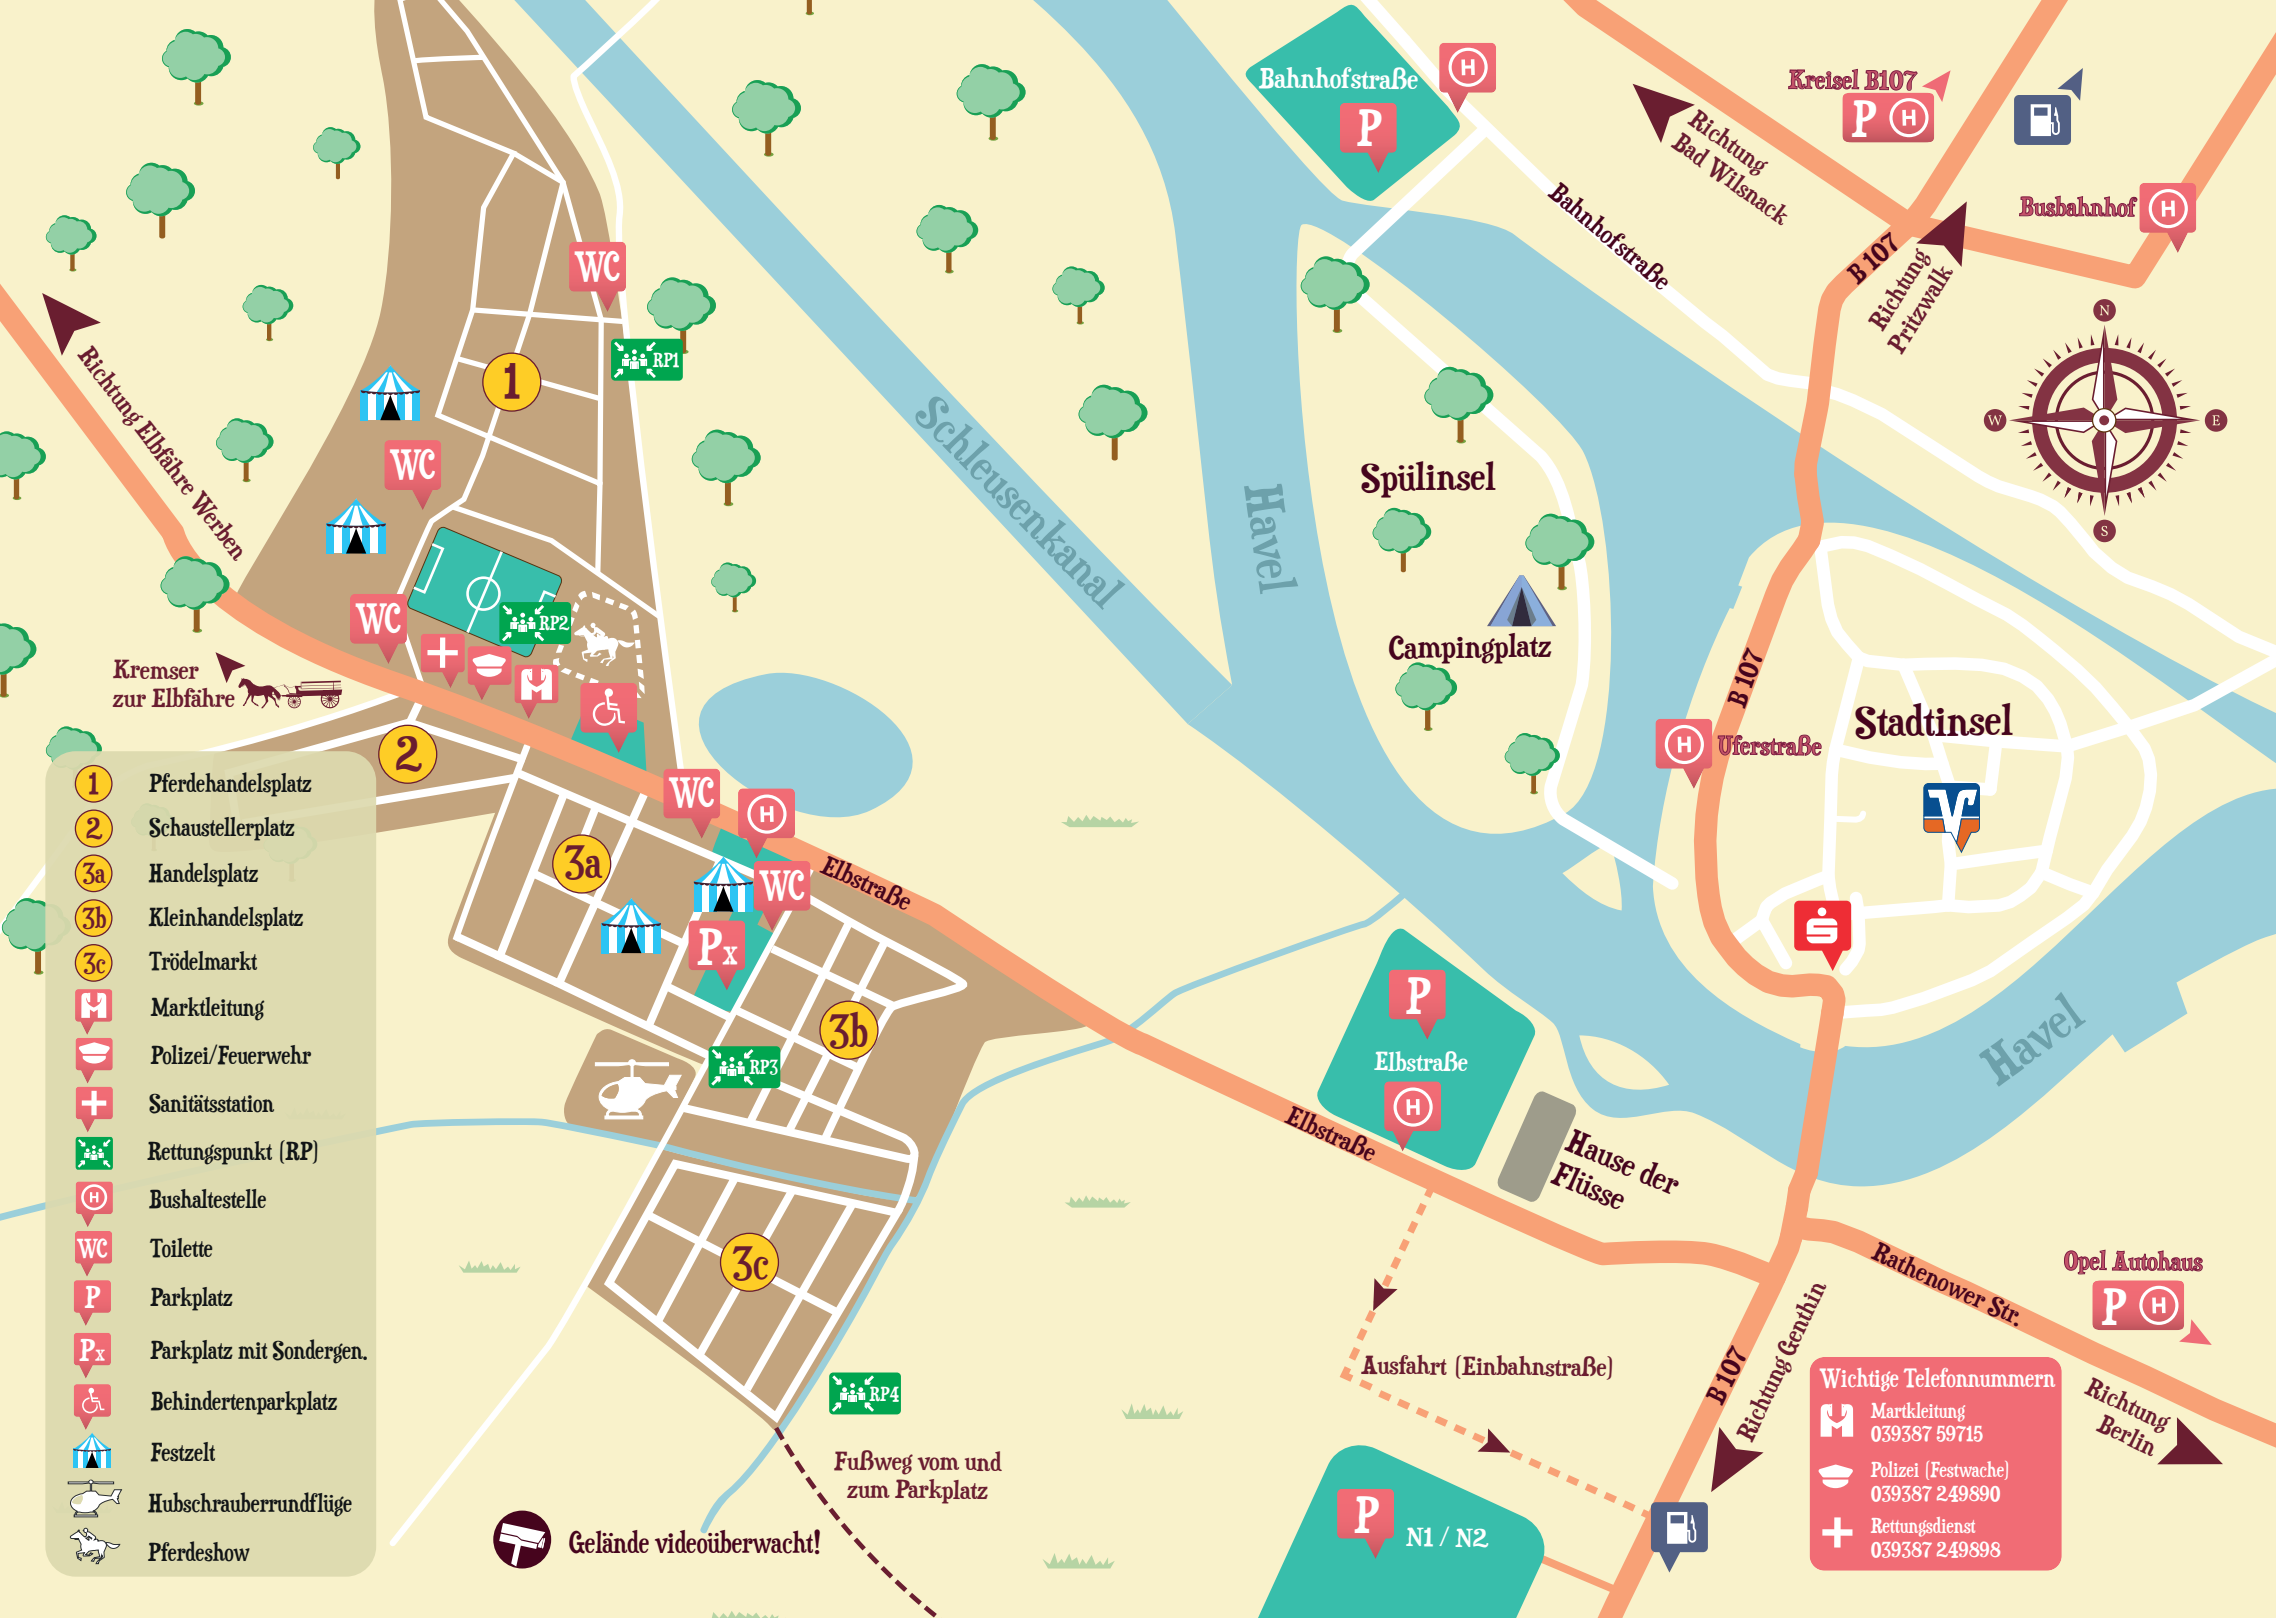 Bahnhofstraße
P
H
Kreisel B107
P H
Richtung
Bad Wilsnack
Busbahnhof
H
Bahnhofstraße
B 107
Richtung
Pritzwalk
N
W
E
S
WC
RP1
1
WC
Richtung Elbfähre Werben
Schleusenkanal
Havel
Spülinsel
Campingplatz
WC
RP2
Kremser
zur Elbfähre
2
B 107
H
Uferstraße
Stadtinsel
WC
H
3a
WC
Elbstraße
Px
3b
RP3
P
Elbstraße
H
Elbstraße
Hause der
Flüsse
Havel
3c
RP4
Fußweg vom und
zum Parkplatz
Gelände videoüberwacht!
Ausfahrt (Einbahnstraße)
P
N1 / N2
B 107
Richtung Genthin
Rathenower Str.
Opel Autohaus
P H
Richtung
Berlin
1 Pferdehandelsplatz
2 Schaustellerplatz
3a Handelsplatz
3b Kleinhandelsplatz
3c Trödelmarkt
M Marktleitung
Polizei/Feuerwehr
Sanitätsstation
Rettungspunkt (RP)
H Bushaltestelle
WC Toilette
P Parkplatz
Px Parkplatz mit Sondergen.
Behindertenparkplatz
Festzelt
Hubschrauberrundflüge
Pferdeshow
Wichtige Telefonnummern
Martkleitung
039387 59715
Polizei (Festwache)
039387 249890
Rettungsdienst
039387 249898